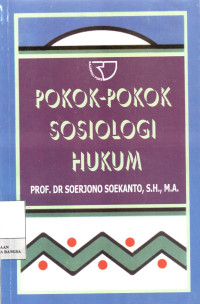 POKOK-POKOK
SOSIOLOGI
HUKUM
PROF. DR SOERJONO SOEKANTO, S.H., M.A.